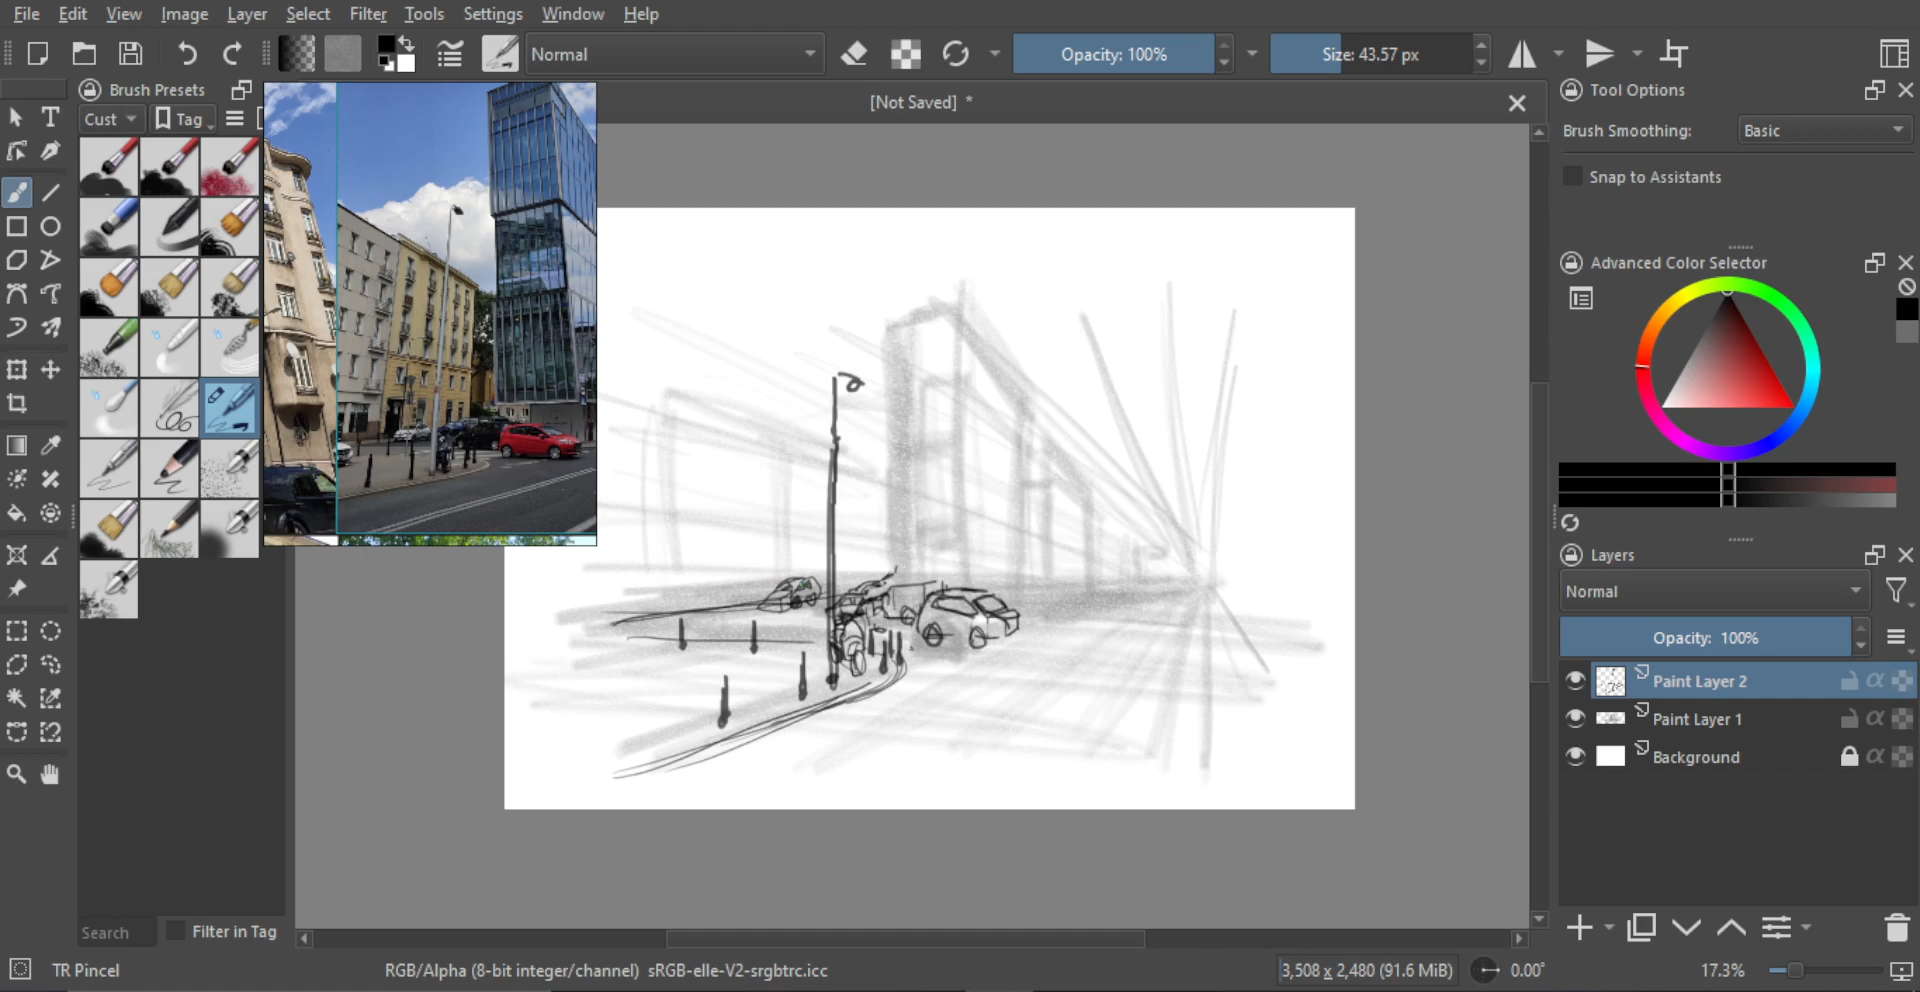 File Edit View Image Layer Select Filter Tools Settings Window Help
Normal
Opacity: 100%
Size: 43.57 px
Brush Presets
Cust
Tag
[Not Saved] *
Tool Options
Brush Smoothing:
Basic
Snap to Assistants
Advanced Color Selector
Layers
Normal
Opacity: 100%
Paint Layer 2
Paint Layer 1
Background
Search
Filter in Tag
TR Pincel
RGB/Alpha (8-bit integer/channel) sRGB-elle-V2-srgbtrc.icc
3,508 x 2,480 (91.6 MiB)
0.00°
17.3%